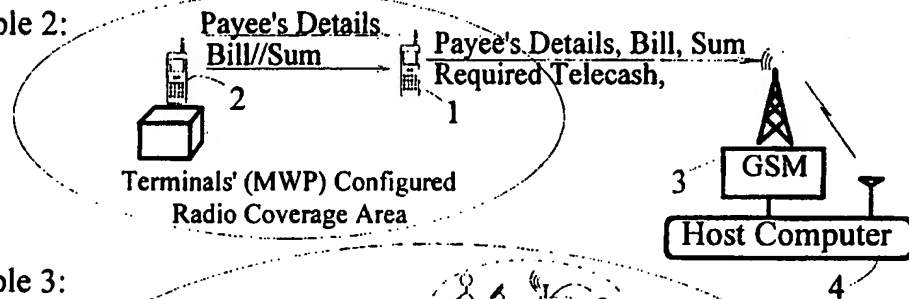 ple 2:
Payee's Details
Bill//Sum
Payee's Details, Bill, Sum
Required Telecash,
2
1
Terminals' (MWP) Configured
Radio Coverage Area
3
GSM
Host Computer
4
ple 3: